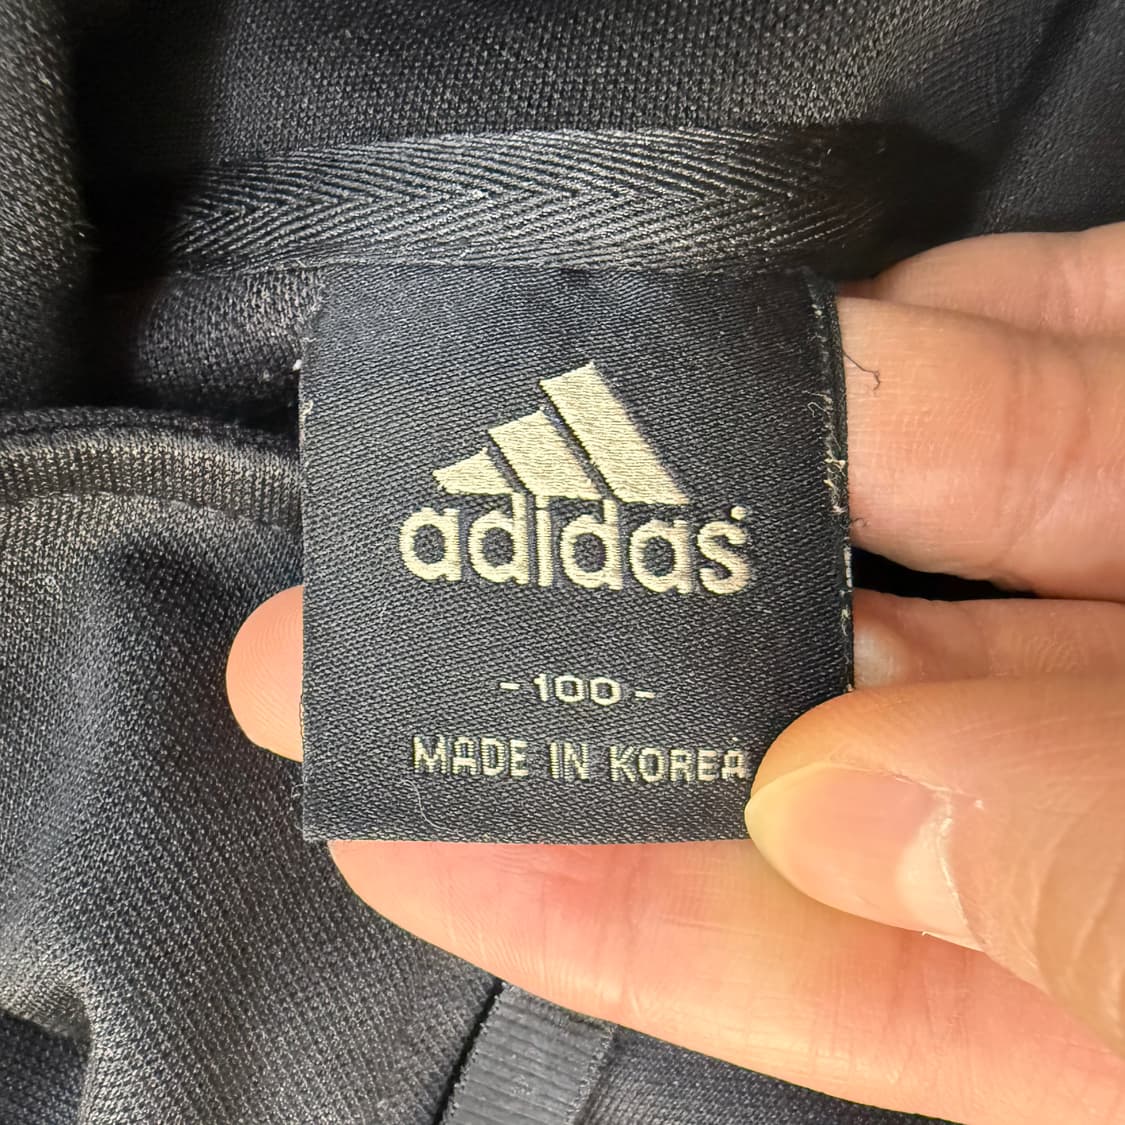 adidas
- 100 -
MADE IN KOREA